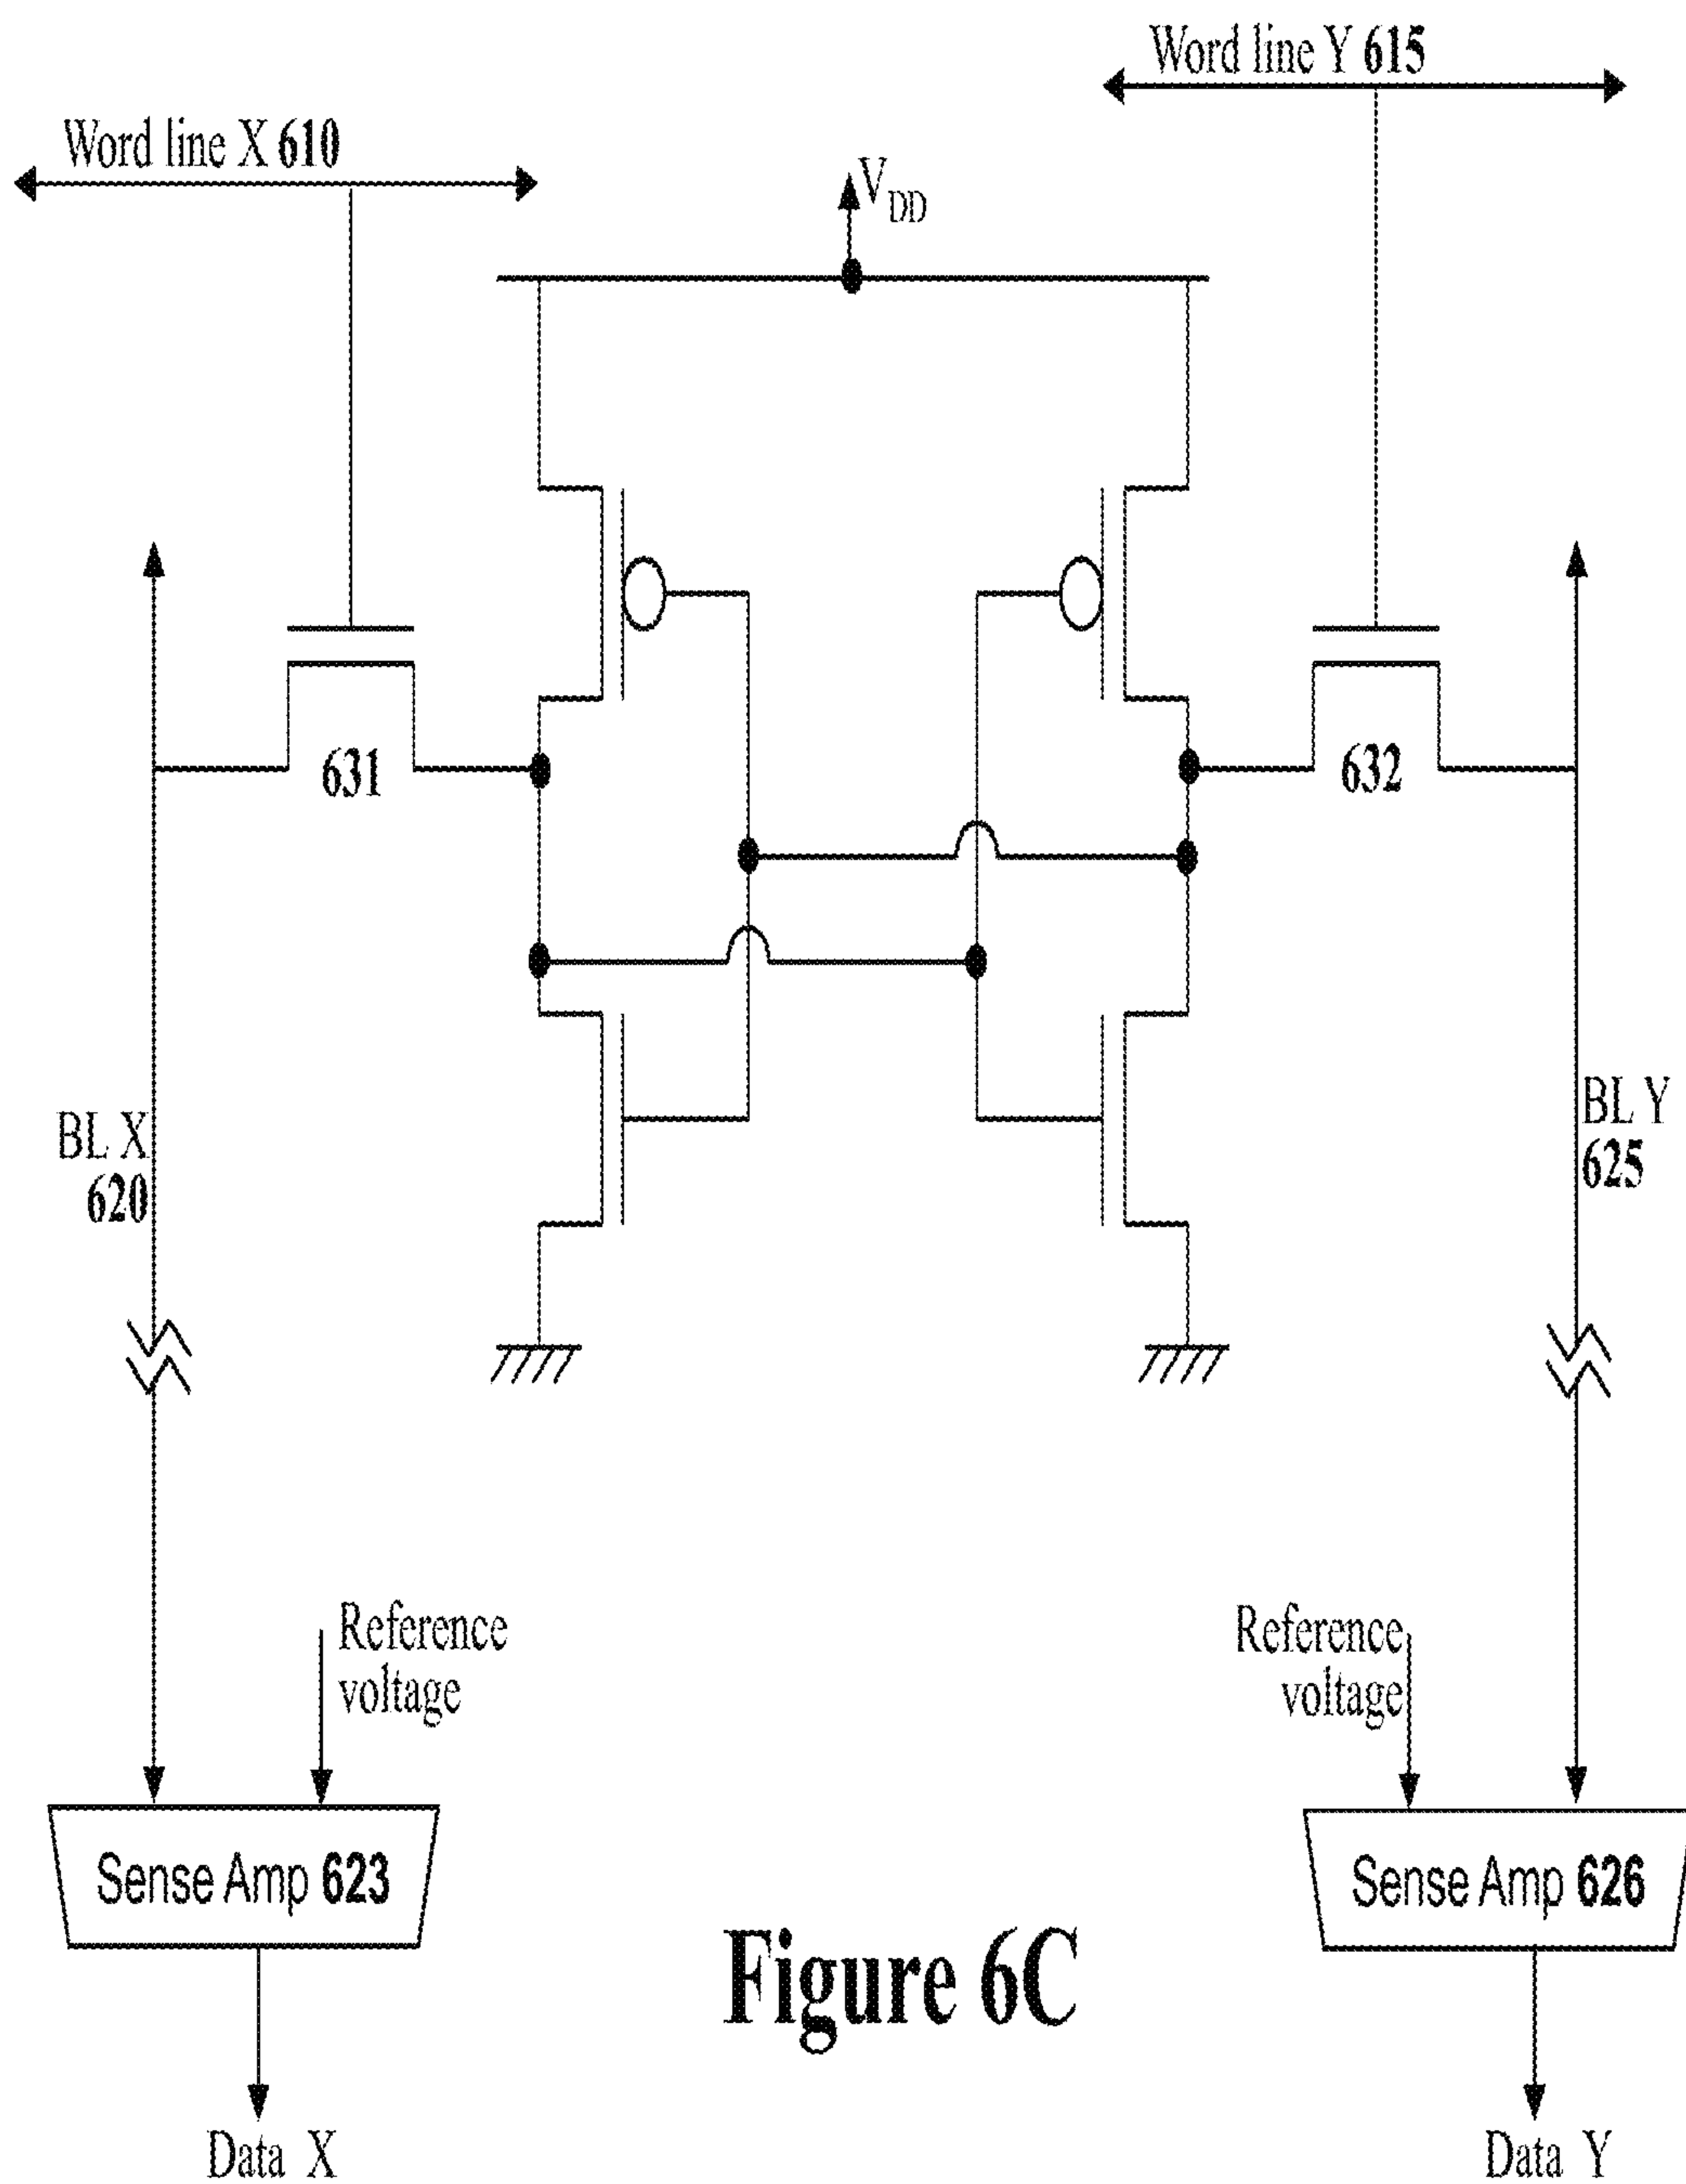 Word line Y 615
Word line X 610
VDD
631
632
BL X
620
BL Y
625
Reference
voltage
Reference
voltage
Sense Amp 623
Sense Amp 626
Figure 6C
Data X
Data Y